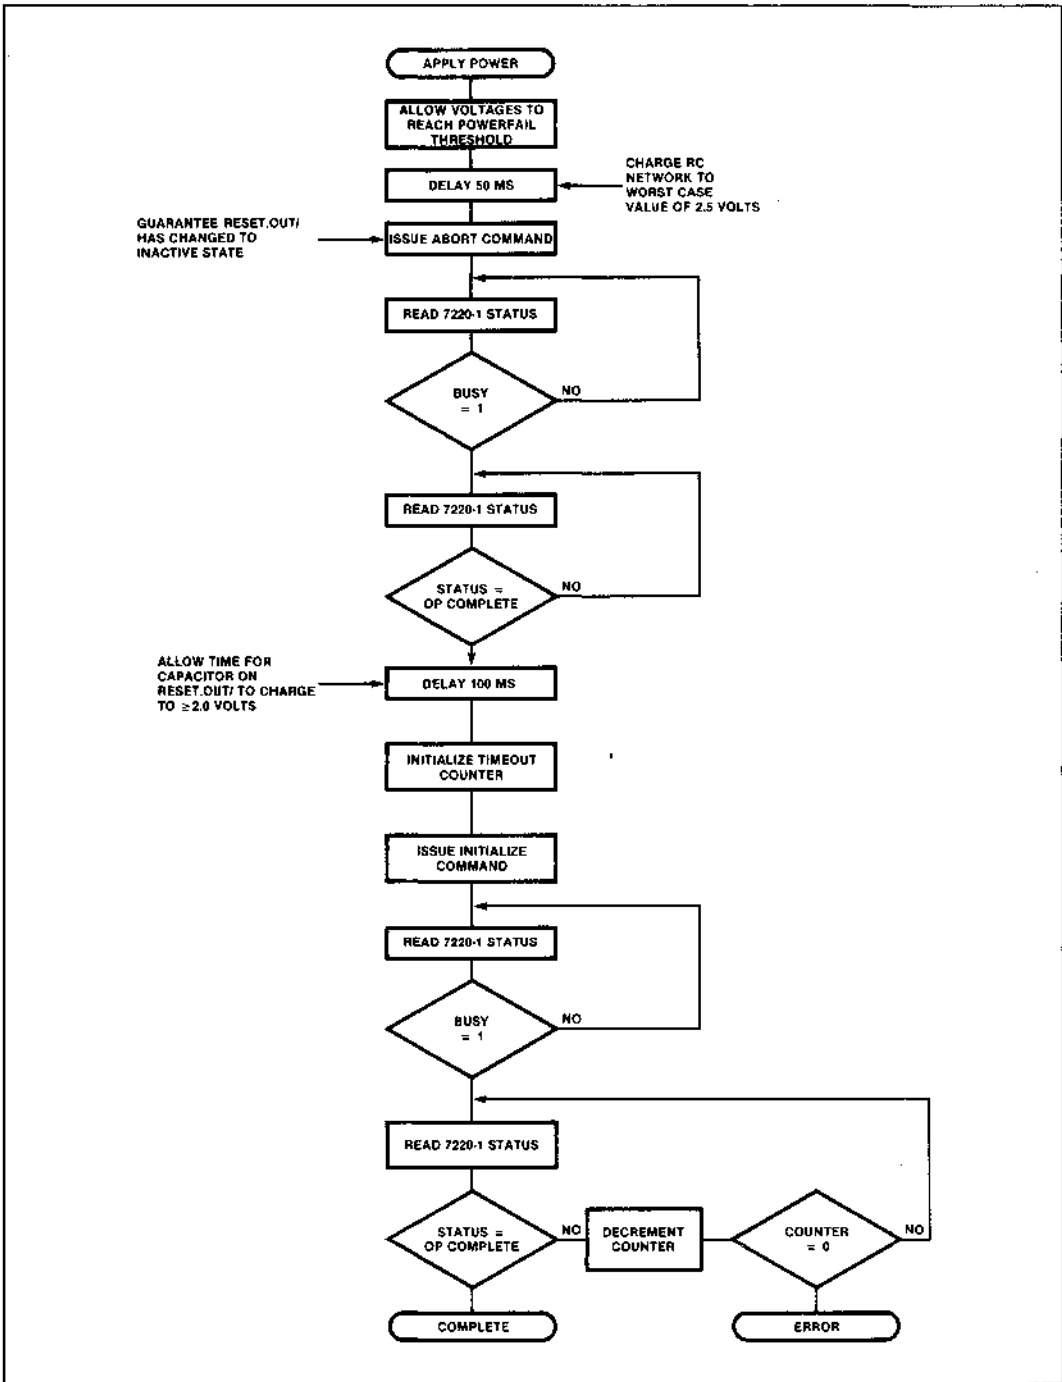 APPLY POWER
ALLOW VOLTAGES TO
REACH POWERFAIL
THRESHOLD
DELAY 50 MS
CHARGE RC
NETWORK TO
WORST CASE
VALUE OF 2.5 VOLTS
GUARANTEE RESET.OUT/
HAS CHANGED TO
INACTIVE STATE
ISSUE ABORT COMMAND
READ 7220-1 STATUS
BUSY
= 1
NO
READ 7220-1 STATUS
STATUS =
OP COMPLETE
NO
ALLOW TIME FOR
CAPACITOR ON
RESET.OUT/ TO CHARGE
TO ≥2.0 VOLTS
DELAY 100 MS
INITIALIZE TIMEOUT
COUNTER
ISSUE INITIALIZE
COMMAND
READ 7220-1 STATUS
BUSY
= 1
NO
READ 7220-1 STATUS
STATUS =
OP COMPLETE
NO
DECREMENT
COUNTER
COUNTER
= 0
NO
COMPLETE
ERROR